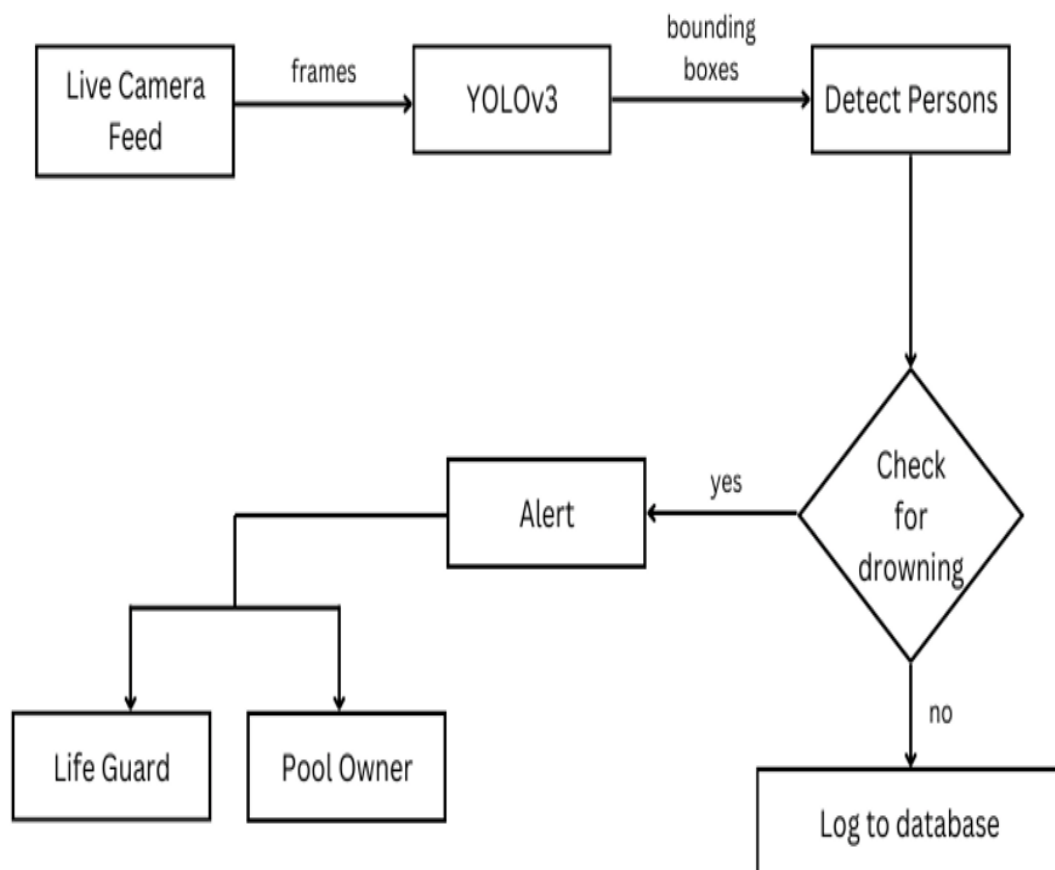 Live Camera
Feed
frames
YOLOv3
bounding
boxes
Detect Persons
Check
for
drowning
yes
Alert
Life Guard
Pool Owner
no
Log to database